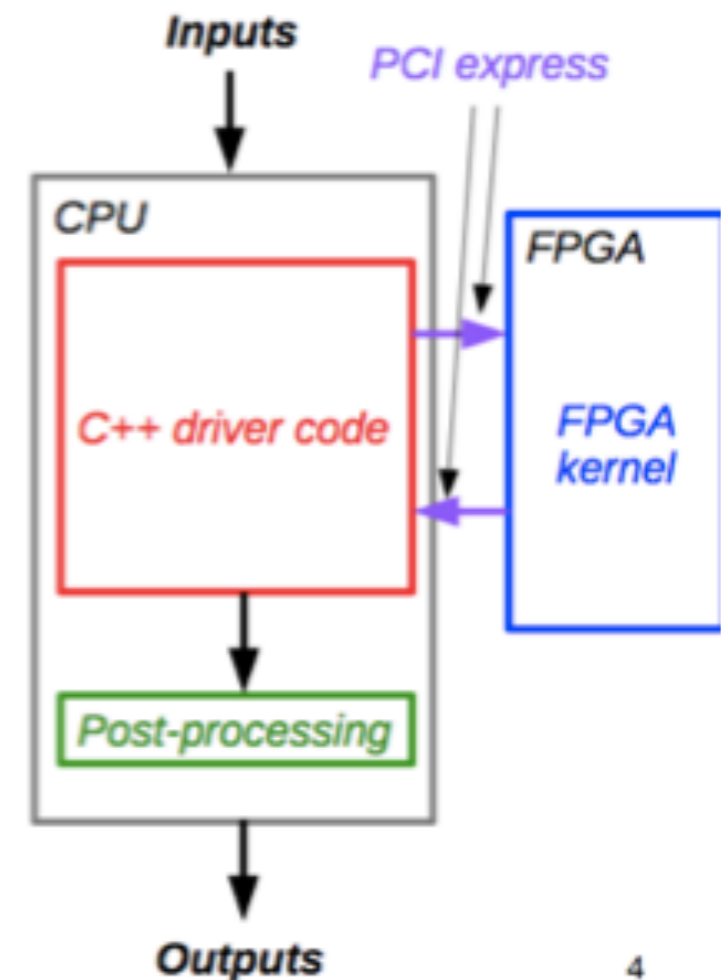 Inputs
PCI express
CPU
FPGA
C++ driver code
FPGA
kernel
Post-processing
Outputs
4